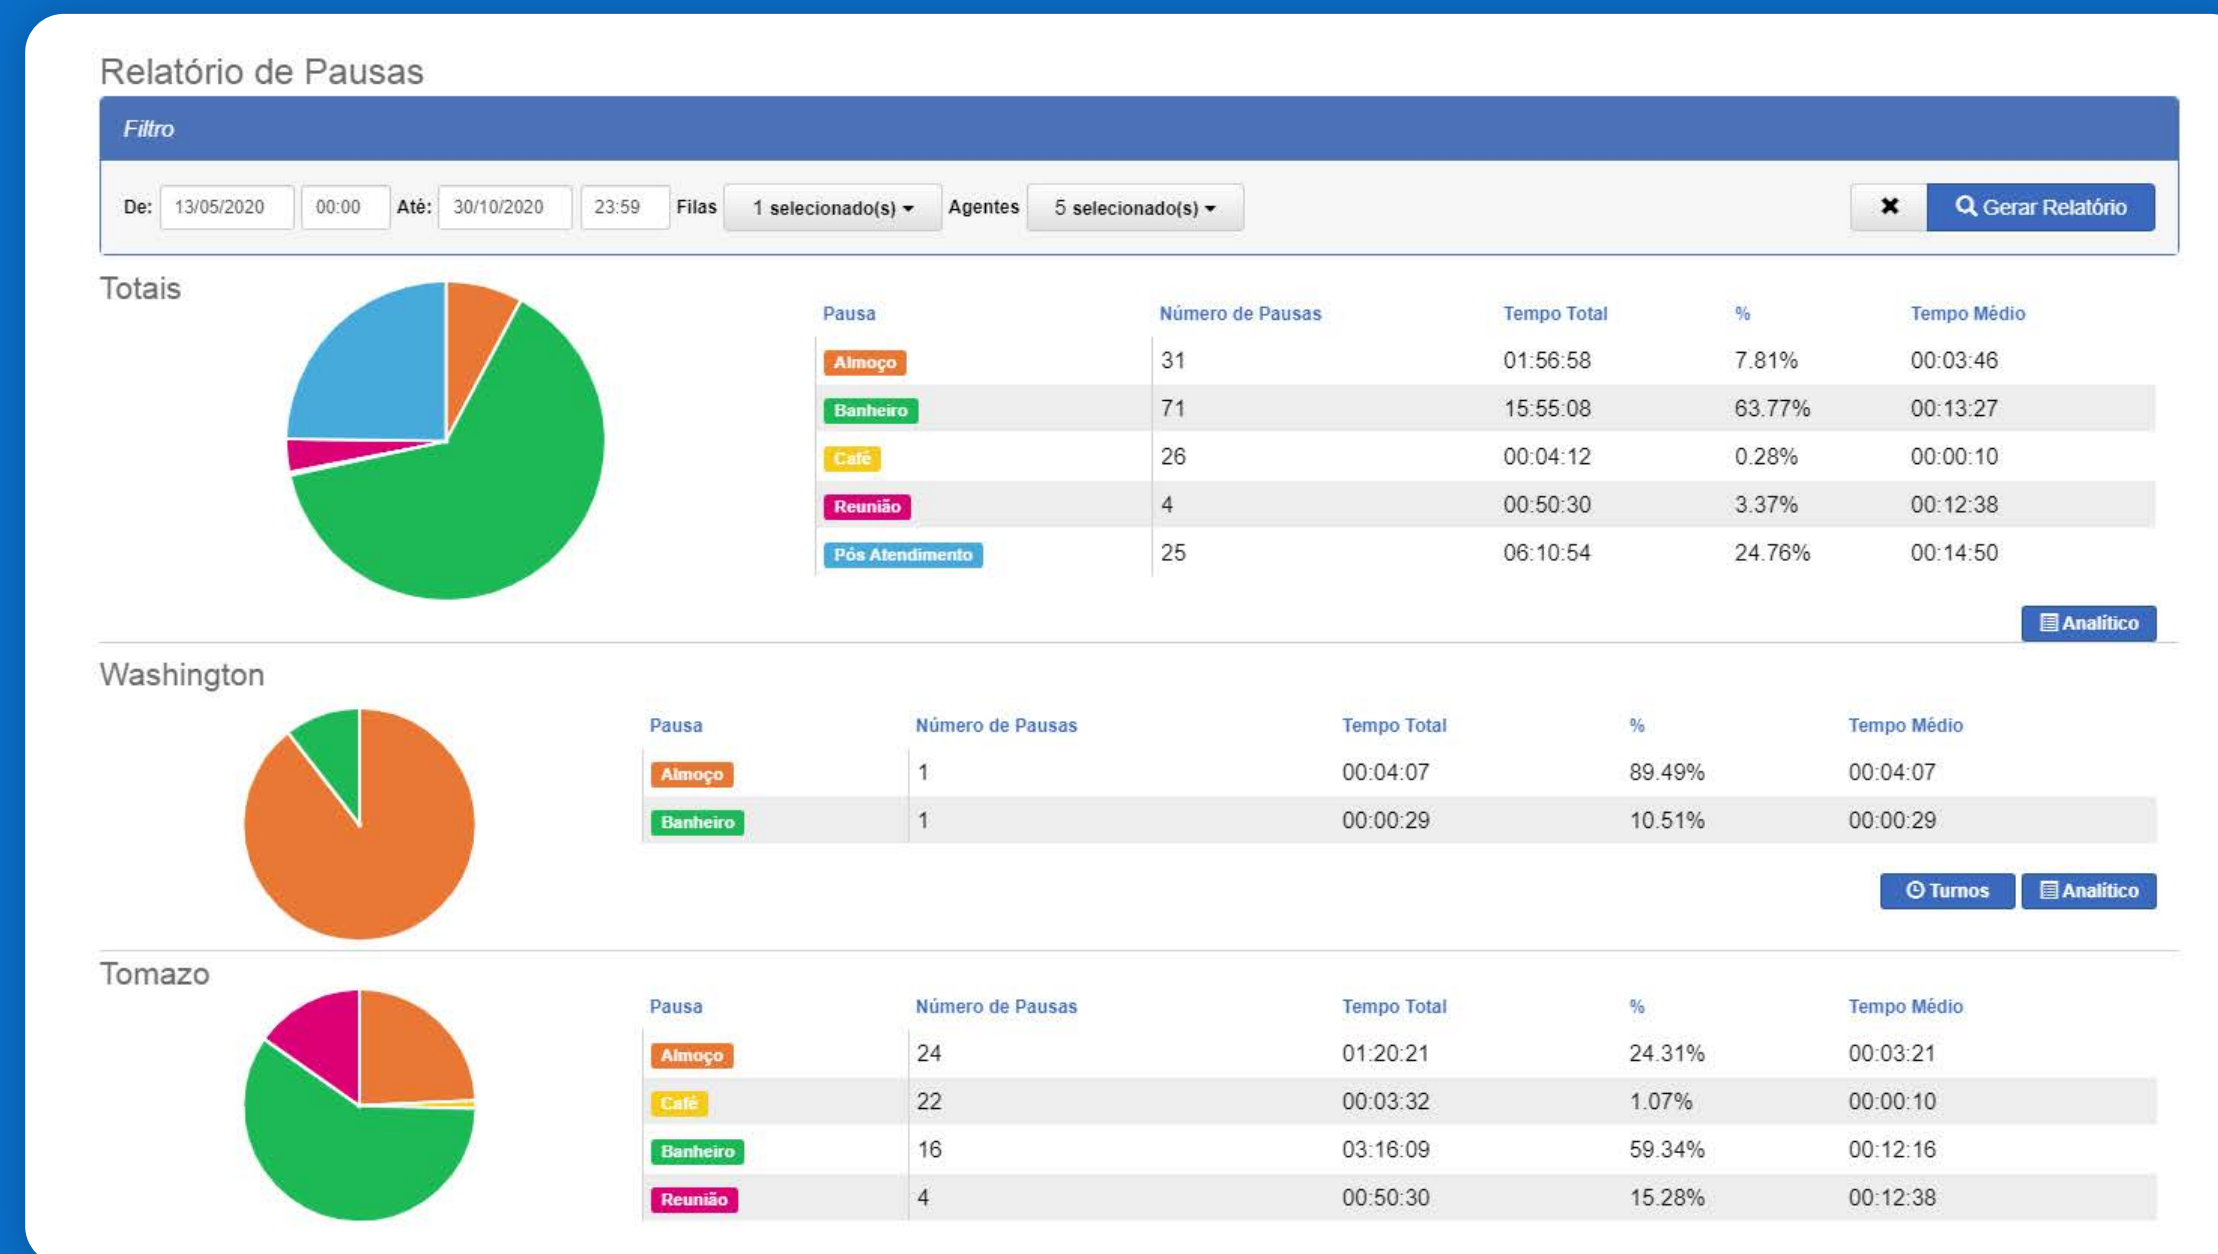 Relatório de Pausas
Filtro
De: 13/05/2020 00:00 Até: 30/10/2020 23:59 Filas 1 selecionado(s) Agentes 5 selecionado(s) Gerar Relatório
Totais
Pausa Número de Pausas Tempo Total % Tempo Médio
Almoço 31 01:56:58 7.81% 00:03:46
Banheiro 71 15:55:08 63.77% 00:13:27
Café 26 00:04:12 0.28% 00:00:10
Reunião 4 00:50:30 3.37% 00:12:38
Pós Atendimento 25 06:10:54 24.76% 00:14:50
Analítico
Washington
Pausa Número de Pausas Tempo Total % Tempo Médio
Almoço 1 00:04:07 89.49% 00:04:07
Banheiro 1 00:00:29 10.51% 00:00:29
Turnos Analítico
Tomazo
Pausa Número de Pausas Tempo Total % Tempo Médio
Almoço 24 01:20:21 24.31% 00:03:21
Café 22 00:03:32 1.07% 00:00:10
Banheiro 16 03:16:09 59.34% 00:12:16
Reunião 4 00:50:30 15.28% 00:12:38